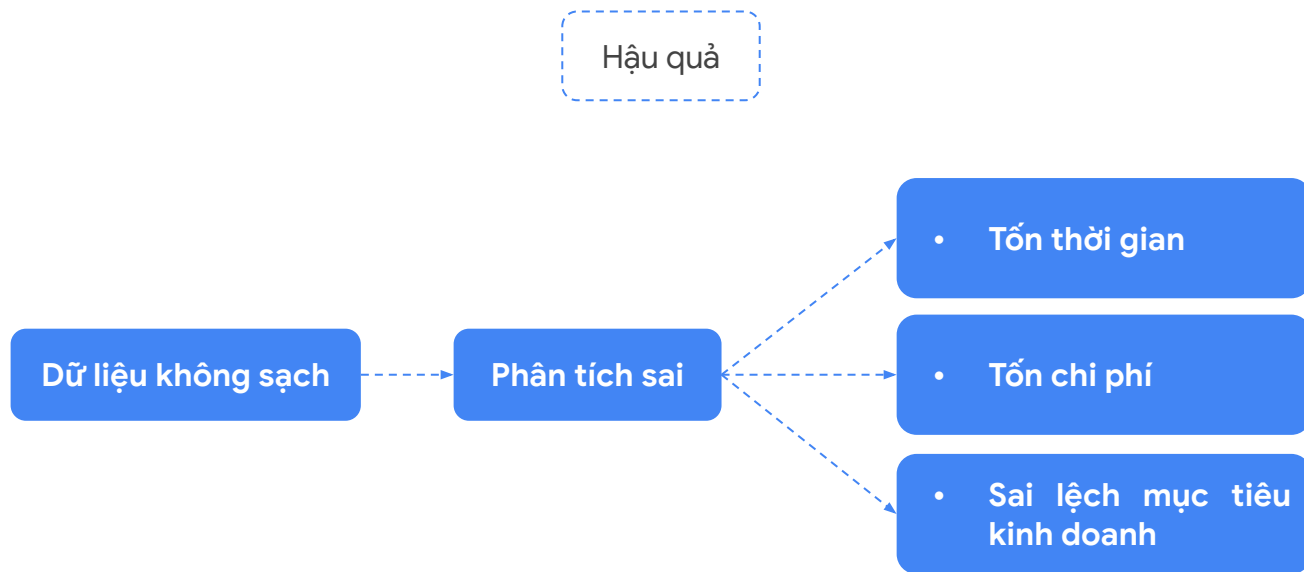 Hậu quả
Dữ liệu không sạch
Phân tích sai
• Tốn thời gian
• Tốn chi phí
• Sai lệch mục tiêu
kinh doanh